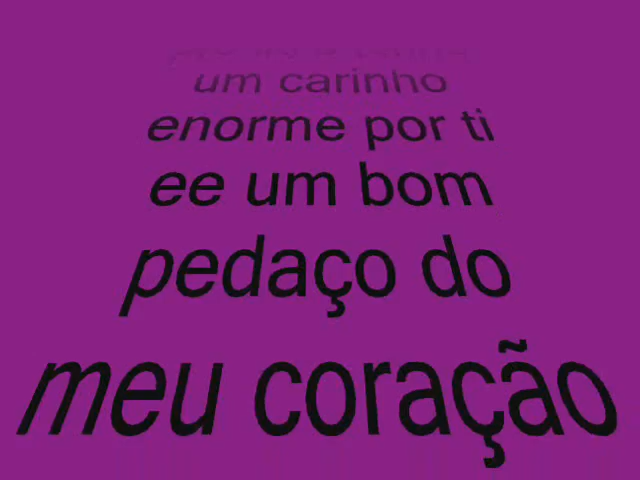 um carinho
enorme por ti
ee um bom
pedaço do
meu coração